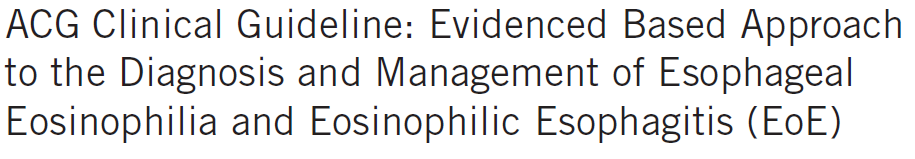 ACG Clinical Guideline: Evidenced Based Approach
to the Diagnosis and Management of Esophageal
Eosinophilia and Eosinophilic Esophagitis (EoE)